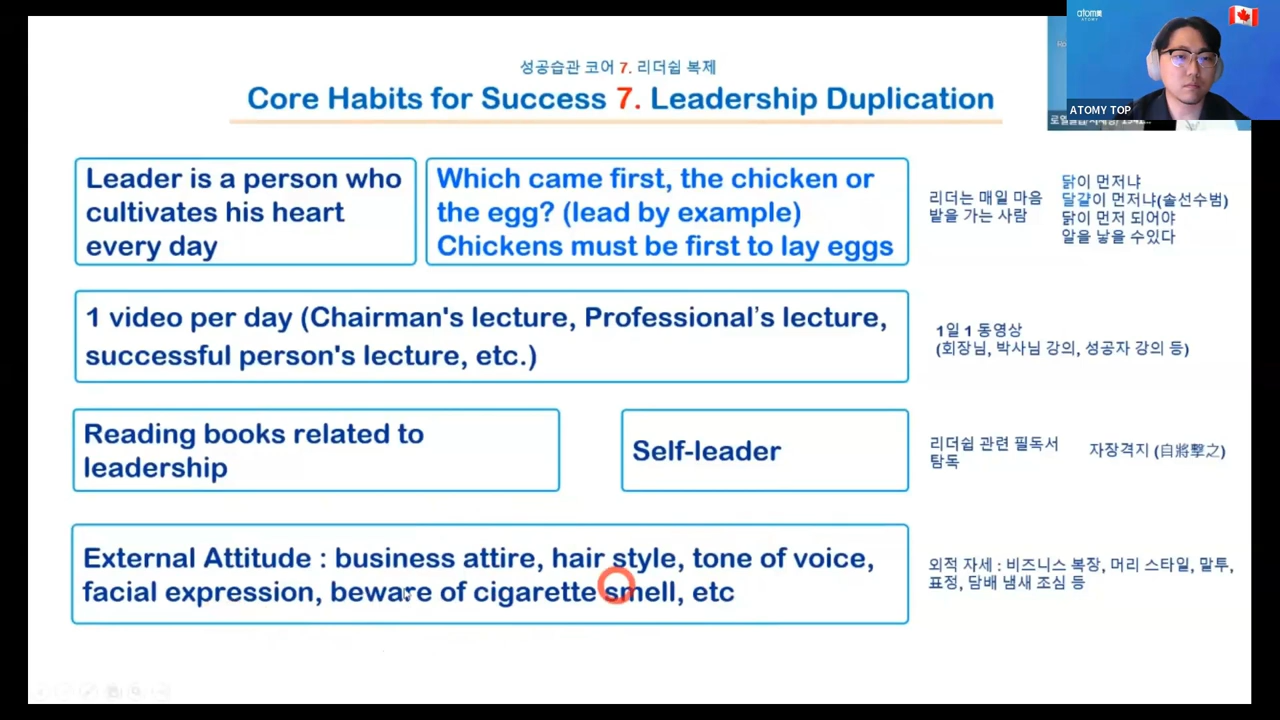 atom美
ATOMY
ATOMY TOP
성공습관 코어 7. 리더쉽 복제
Core Habits for Success 7. Leadership Duplication
Leader is a person who
cultivates his heart
every day
Which came first, the chicken or
the egg? (lead by example)
Chickens must be first to lay eggs
리더는 매일 마음
밭을 가는 사람
닭이 먼저냐
달걀이 먼저냐(솔선수범)
닭이 먼저 되어야
알을 낳을 수있다
1 video per day (Chairman's lecture, Professional’s lecture,
successful person's lecture, etc.)
1일 1 동영상
(회장님, 박사님 강의, 성공자 강의 등)
Reading books related to
leadership
Self-leader
리더쉽 관련 필독서
탐독
자장격지 (自將擊之)
External Attitude : business attire, hair style, tone of voice,
facial expression, beware of cigarette smell, etc
외적 자세 : 비즈니스 복장, 머리 스타일, 말투,
표정, 담배 냄새 조심 등